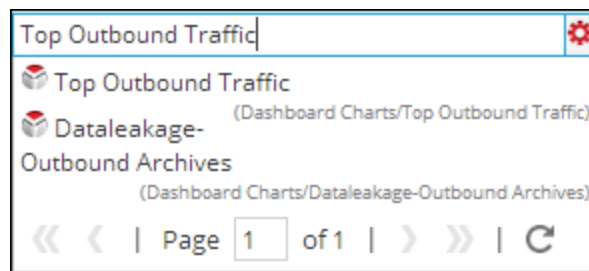 Top Outbound Traffic
Top Outbound Traffic
(Dashboard Charts/Top Outbound Traffic)
Dataleakage-
Outbound Archives
(Dashboard Charts/Dataleakage-Outbound Archives)
| Page 1 of 1 | |